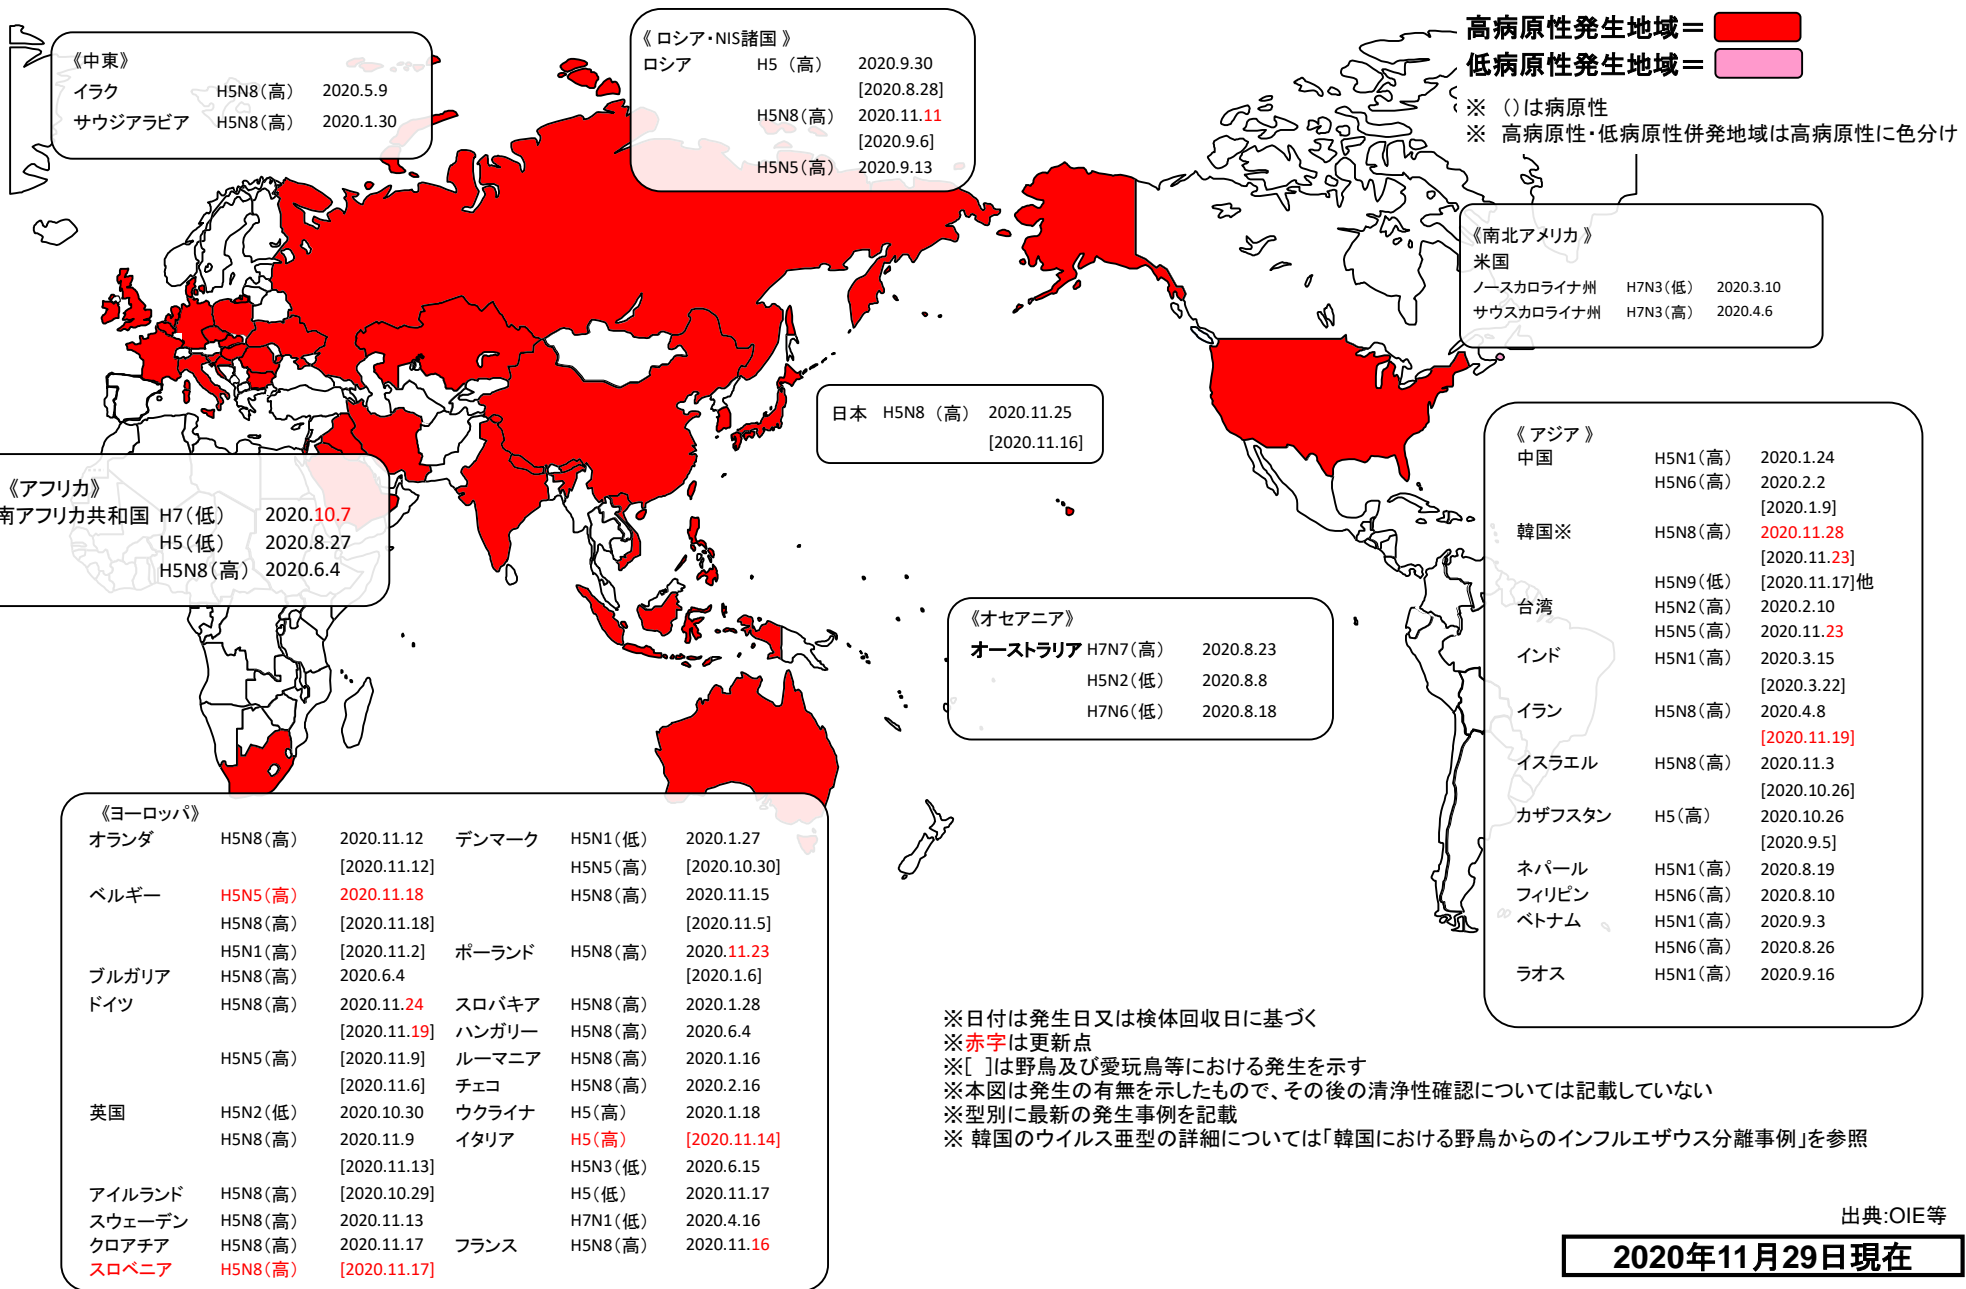 高病原性発生地域＝
低病原性発生地域＝
※ （）は病原性
※ 高病原性・低病原性併発地域は高病原性に色分け
《中東》
イラク H5N8（高） 2020.5.9
サウジアラビア H5N8（高） 2020.1.30
《 ロシア・NIS諸国 》
ロシア H5 （高） 2020.9.30
[2020.8.28]
H5N8（高） 2020.11.11
[2020.9.6]
H5N5（高） 2020.9.13
《南北アメリカ 》
米国
ノースカロライナ州 H7N3（低） 2020.3.10
サウスカロライナ州 H7N3（高） 2020.4.6
日本 H5N8 （高） 2020.11.25
[2020.11.16]
《アフリカ》
南アフリカ共和国 H7（低） 2020.10.7
H5（低） 2020.8.27
H5N8（高） 2020.6.4
《オセアニア》
オーストラリア H7N7（高） 2020.8.23
H5N2（低） 2020.8.8
H7N6（低） 2020.8.18
《 アジア 》
中国 H5N1（高） 2020.1.24
H5N6（高） 2020.2.2
[2020.1.9]
韓国※ H5N8（高） 2020.11.28
[2020.11.23]
H5N9（低） [2020.11.17]他
台湾 H5N2（高） 2020.2.10
H5N5（高） 2020.11.23
インド H5N1（高） 2020.3.15
[2020.3.22]
イラン H5N8（高） 2020.4.8
[2020.11.19]
イスラエル H5N8（高） 2020.11.3
[2020.10.26]
カザフスタン H5（高） 2020.10.26
[2020.9.5]
ネパール H5N1（高） 2020.8.19
フィリピン H5N6（高） 2020.8.10
ベトナム H5N1（高） 2020.9.3
H5N6（高） 2020.8.26
ラオス H5N1（高） 2020.9.16
《ヨーロッパ》
オランダ H5N8（高） 2020.11.12 デンマーク H5N1（低） 2020.1.27
[2020.11.12] H5N5（高） [2020.10.30]
ベルギー H5N5（高） 2020.11.18 H5N8（高） 2020.11.15
H5N8（高） [2020.11.18] [2020.11.5]
H5N1（高） [2020.11.2] ポーランド H5N8（高） 2020.11.23
ブルガリア H5N8（高） 2020.6.4 [2020.1.6]
ドイツ H5N8（高） 2020.11.24 スロバキア H5N8（高） 2020.1.28
[2020.11.19] ハンガリー H5N8（高） 2020.6.4
H5N5（高） [2020.11.9] ルーマニア H5N8（高） 2020.1.16
[2020.11.6] チェコ H5N8（高） 2020.2.16
英国 H5N2（低） 2020.10.30 ウクライナ H5（高） 2020.1.18
H5N8（高） 2020.11.9 イタリア H5（高） [2020.11.14]
[2020.11.13] H5N3（低） 2020.6.15
アイルランド H5N8（高） [2020.10.29] H5（低） 2020.11.17
スウェーデン H5N8（高） 2020.11.13 H7N1（低） 2020.4.16
クロアチア H5N8（高） 2020.11.17 フランス H5N8（高） 2020.11.16
スロベニア H5N8（高） [2020.11.17]
※日付は発生日又は検体回収日に基づく
※赤字は更新点
※[ ]は野鳥及び愛玩鳥等における発生を示す
※本図は発生の有無を示したもので、その後の清浄性確認については記載していない
※型別に最新の発生事例を記載
※ 韓国のウイルス亜型の詳細については「韓国における野鳥からのインフルエザウス分離事例」を参照
出典:OIE等
2020年11月29日現在